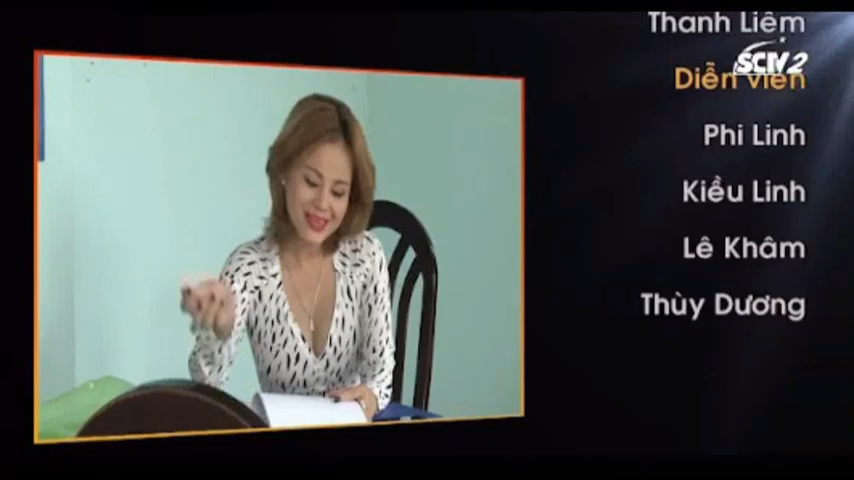 Thanh Liêm
SCTV2
Diễn viên
Phi Linh
Kiều Linh
Lê Khâm
Thùy Dương